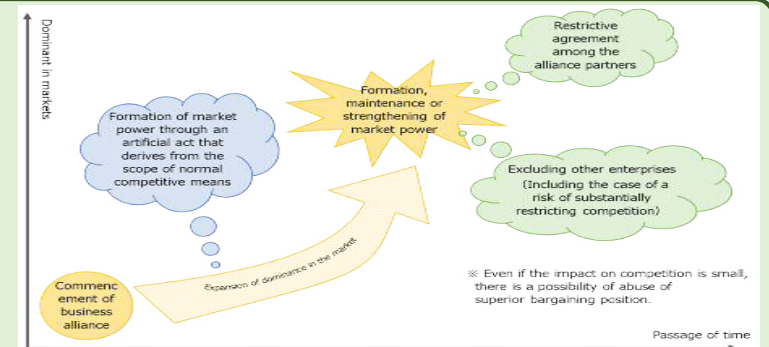 Dominant in markets
Restrictive
agreement
among the
alliance partners
Formation,
maintenance or
strengthening of
market power
Formation of market
power through an
artificial act that
derives from the
scope of normal
competitive means
Excluding other enterprises
(Including the case of a
risk of substantially
restricting competition)
Expansion of dominance in the market
Commenc
ement of
business
alliance
※ Even if the impact on competition is small,
there is a possibility of abuse of
superior bargaining position.
Passage of time